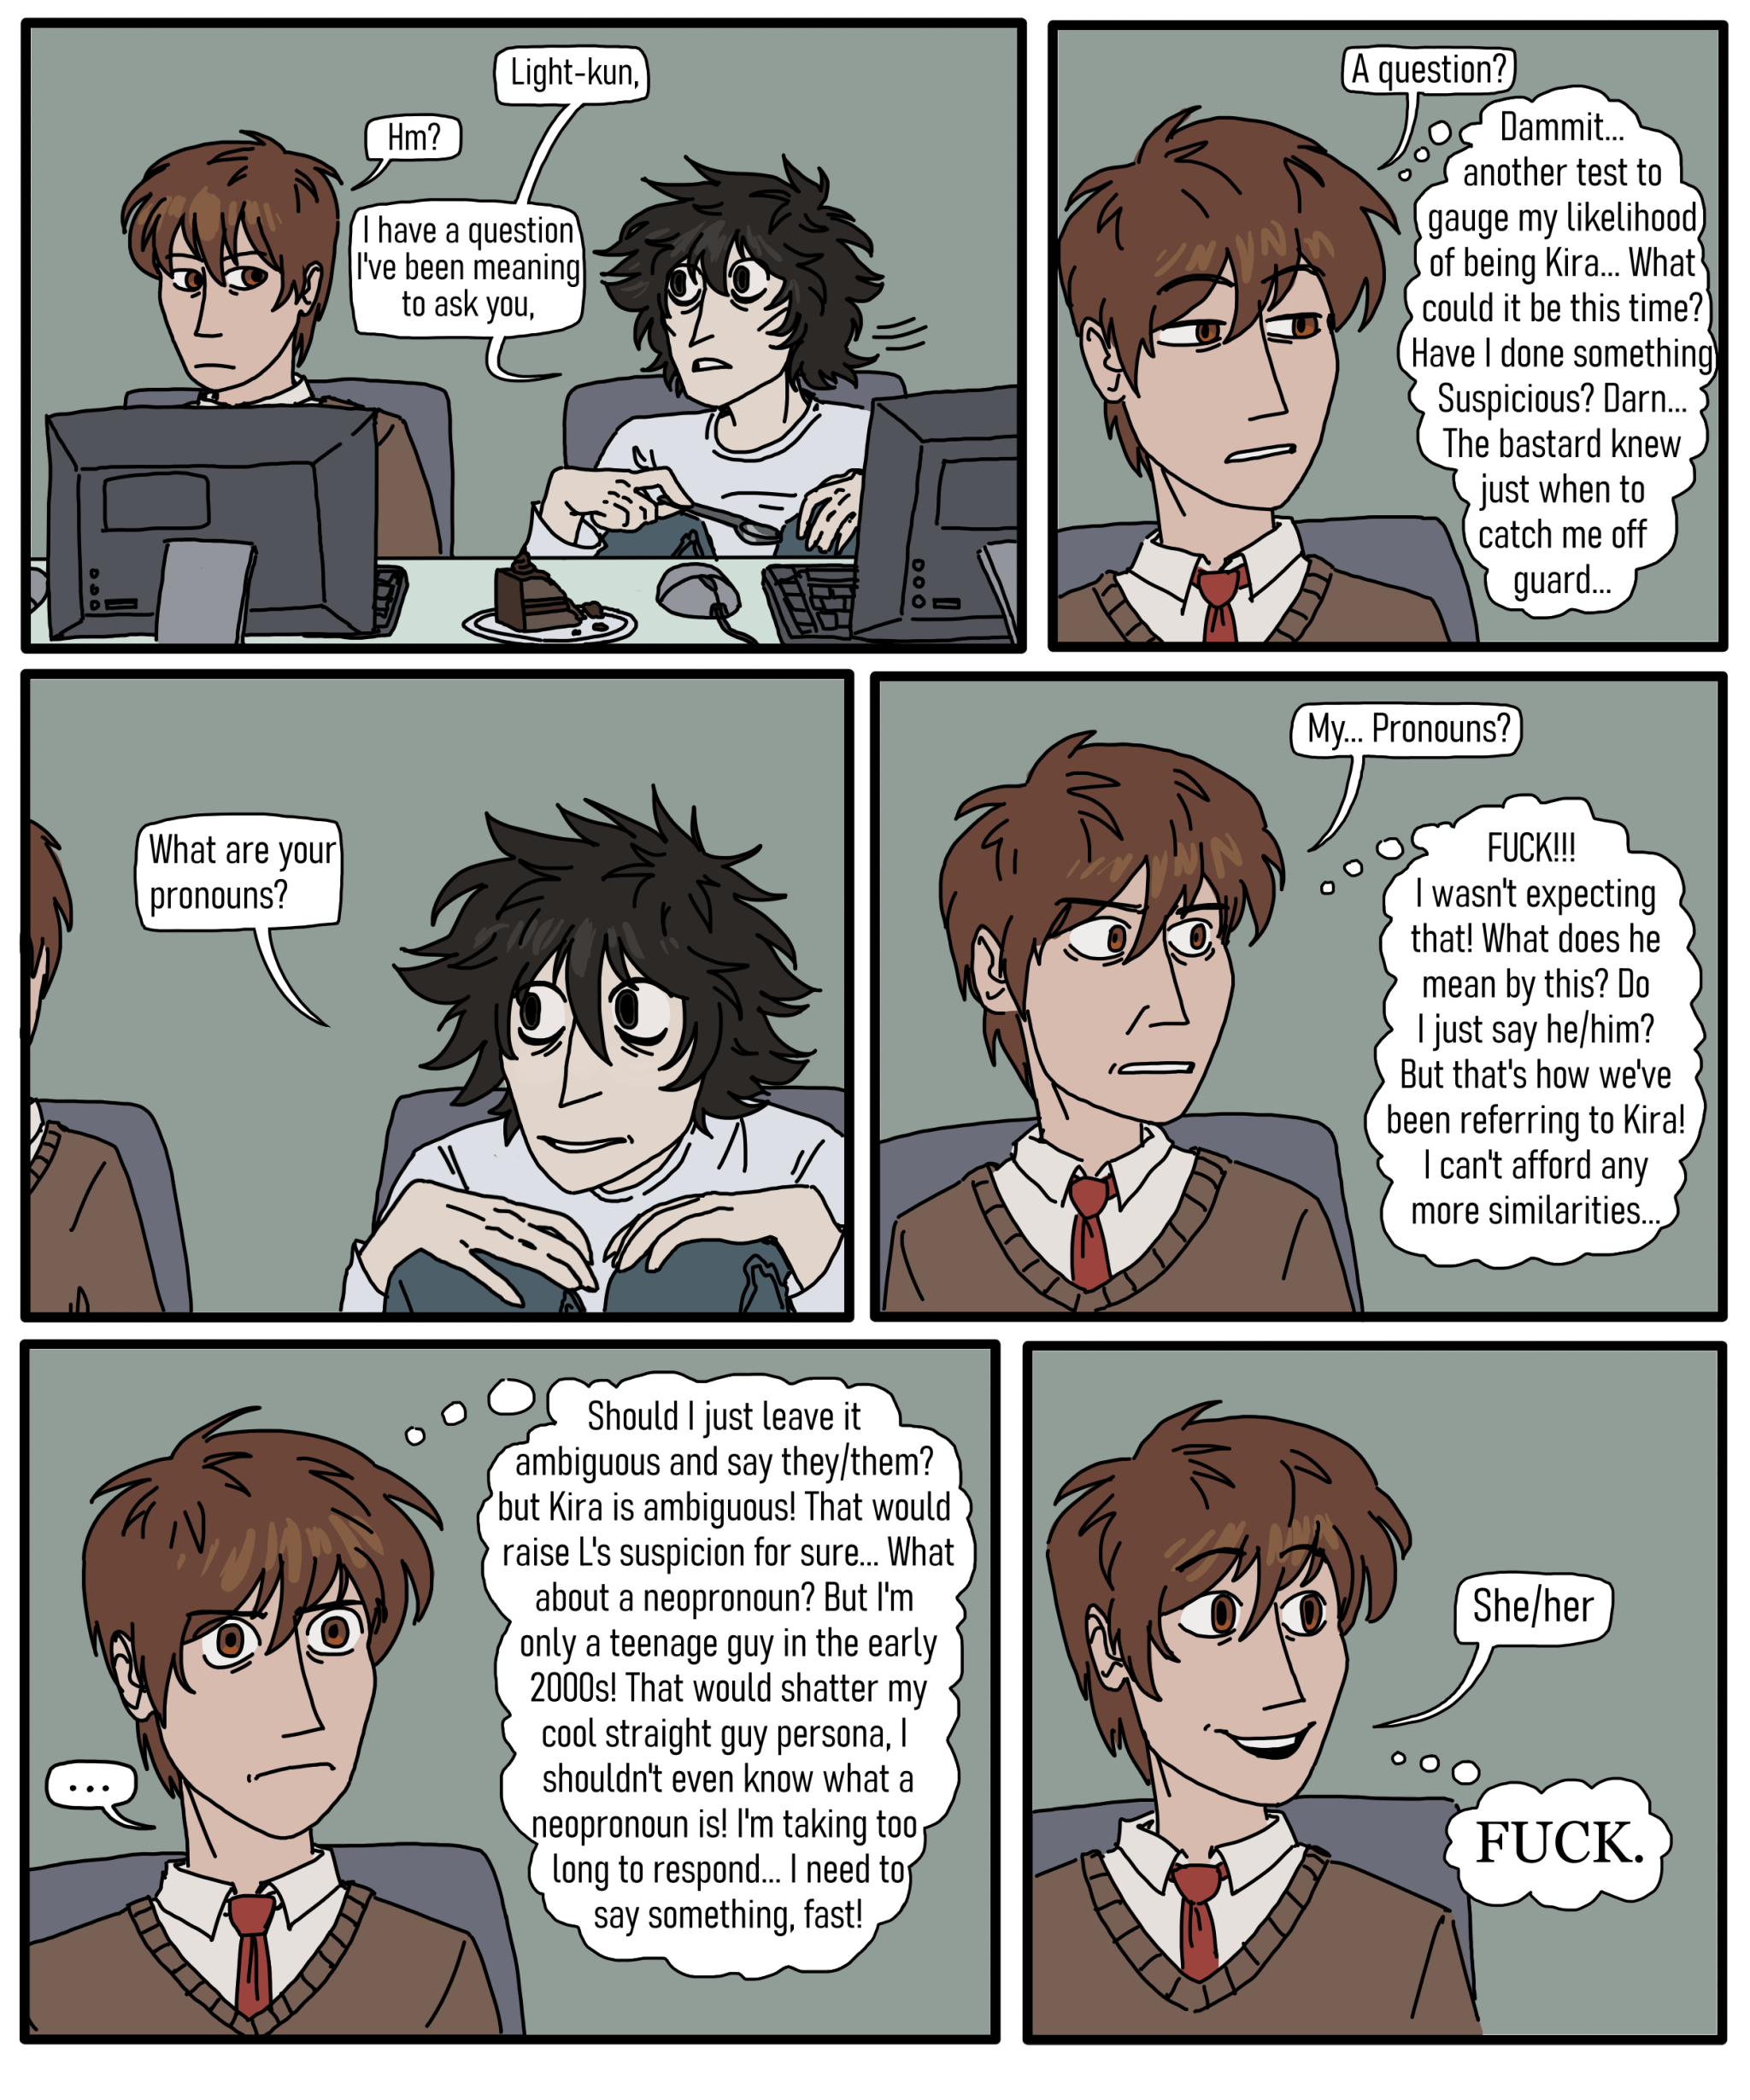 Light-kun,
Hm?
I have a question
I've been meaning
to ask you,
A question?
Dammit...
another test to
gauge my likelihood
of being Kira... What
could it be this time?
Have I done something
Suspicious? Darn...
The bastard knew
just when to
catch me off
guard...
What are your
pronouns?
My... Pronouns?
FUCK!!!
I wasn't expecting
that! What does he
mean by this? Do
I just say he/him?
But that's how we've
been referring to Kira!
I can't afford any
more similarities...
Should I just leave it
ambiguous and say they/them?
but Kira is ambiguous! That would
raise L's suspicion for sure... What
about a neopronoun? But I'm
only a teenage guy in the early
2000s! That would shatter my
cool straight guy persona, I
shouldn't even know what a
neopronoun is! I'm taking too
long to respond... I need to
say something, fast!
...
She/her
FUCK.